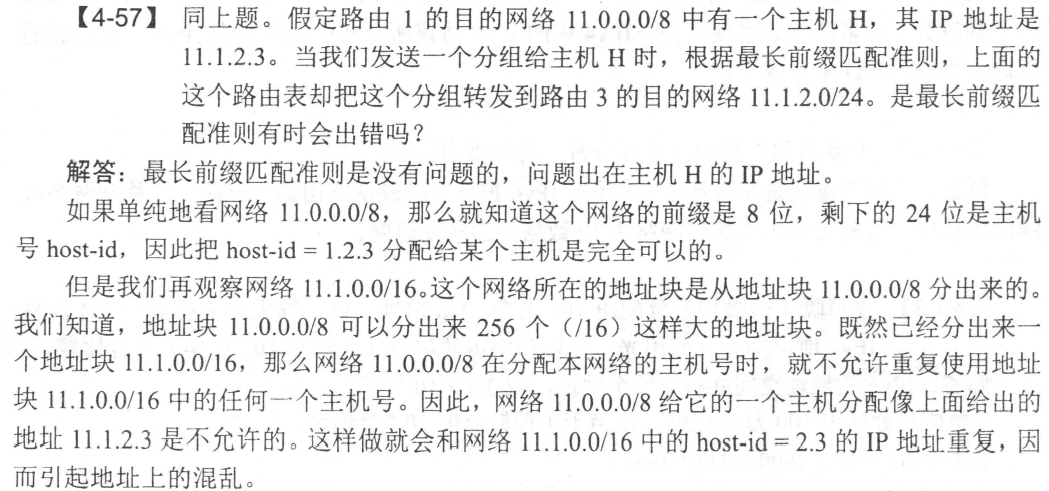 【4-57】 同上题。假定路由 1 的目的网络 11.0.0.0/8 中有一个主机 H，其 IP 地址是
11.1.2.3。当我们发送一个分组给主机 H 时，根据最长前缀匹配准则，上面的
这个路由表却把这个分组转发到路由 3 的目的网络 11.1.2.0/24。是最长前缀匹
配准则有时会出错吗？
解答：最长前缀匹配准则是没有问题的，问题出在主机 H 的 IP 地址。
如果单纯地看网络 11.0.0.0/8，那么就知道这个网络的前缀是 8 位，剩下的 24 位是主机
号 host-id，因此把 host-id = 1.2.3 分配给某个主机是完全可以的。
但是我们再观察网络 11.1.0.0/16。这个网络所在的地址块是从地址块 11.0.0.0/8 分出来的。
我们知道，地址块 11.0.0.0/8 可以分出来 256 个（/16）这样大的地址块。既然已经分出来一
个地址块 11.1.0.0/16，那么网络 11.0.0.0/8 在分配本网络的主机号时，就不允许重复使用地址
块 11.1.0.0/16 中的任何一个主机号。因此，网络 11.0.0.0/8 给它的一个主机分配像上面给出的
地址 11.1.2.3 是不允许的。这样做就会和网络 11.1.0.0/16 中的 host-id = 2.3 的 IP 地址重复，因
而引起地址上的混乱。